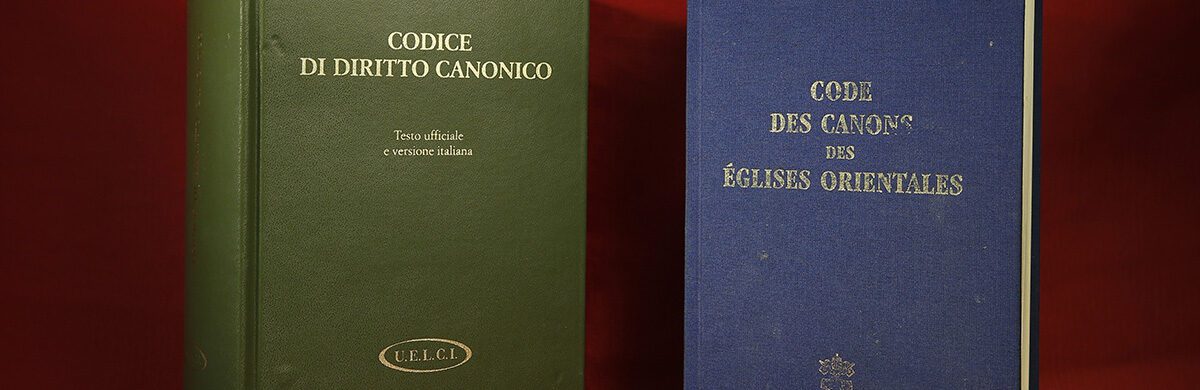 CODICE
DI DIRITTO CANONICO
Testo ufficiale
e versione italiana
U.E.L.C.I.
CODE
DES CANONS
DES
ÉGLISES ORIENTALES